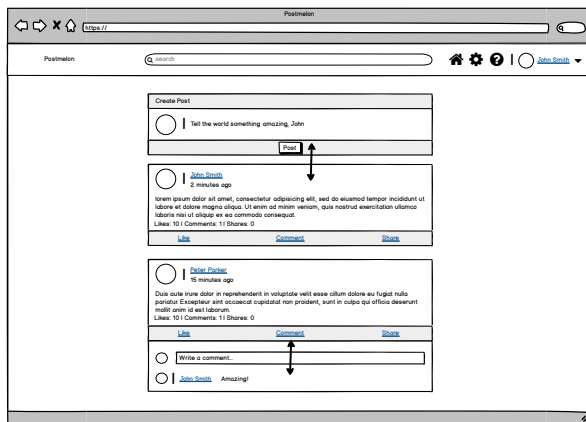 Postmelon
https://
Postmelon
search
John Smith
Create Post
Tell the world something amazing, John
Post
John Smith
2 minutes ago
lorem ipsum dolor sit amet, consectetur adipisicing elit, sed do eiusmod tempor incididunt ut
labore et dolore magna aliqua. Ut enim ad minim veniam, quis nostrud exercitation ullamco
laboris nisi ut aliquip ex ea commodo consequat.
Likes: 10 | Comments: 1 | Shares: 0
Like Comment Share
Peter Parker
15 minutes ago
Duis aute irure dolor in reprehenderit in voluptate velit esse cillum dolore eu fugiat nulla
pariatur Excepteur sint occaecat cupidatat non proident, sunt in culpa qui officia deserunt
mollit anim id est laborum.
Likes: 10 | Comments: 1 | Shares: 0
Like Comment Share
Write a comment..
John Smith Amazing!